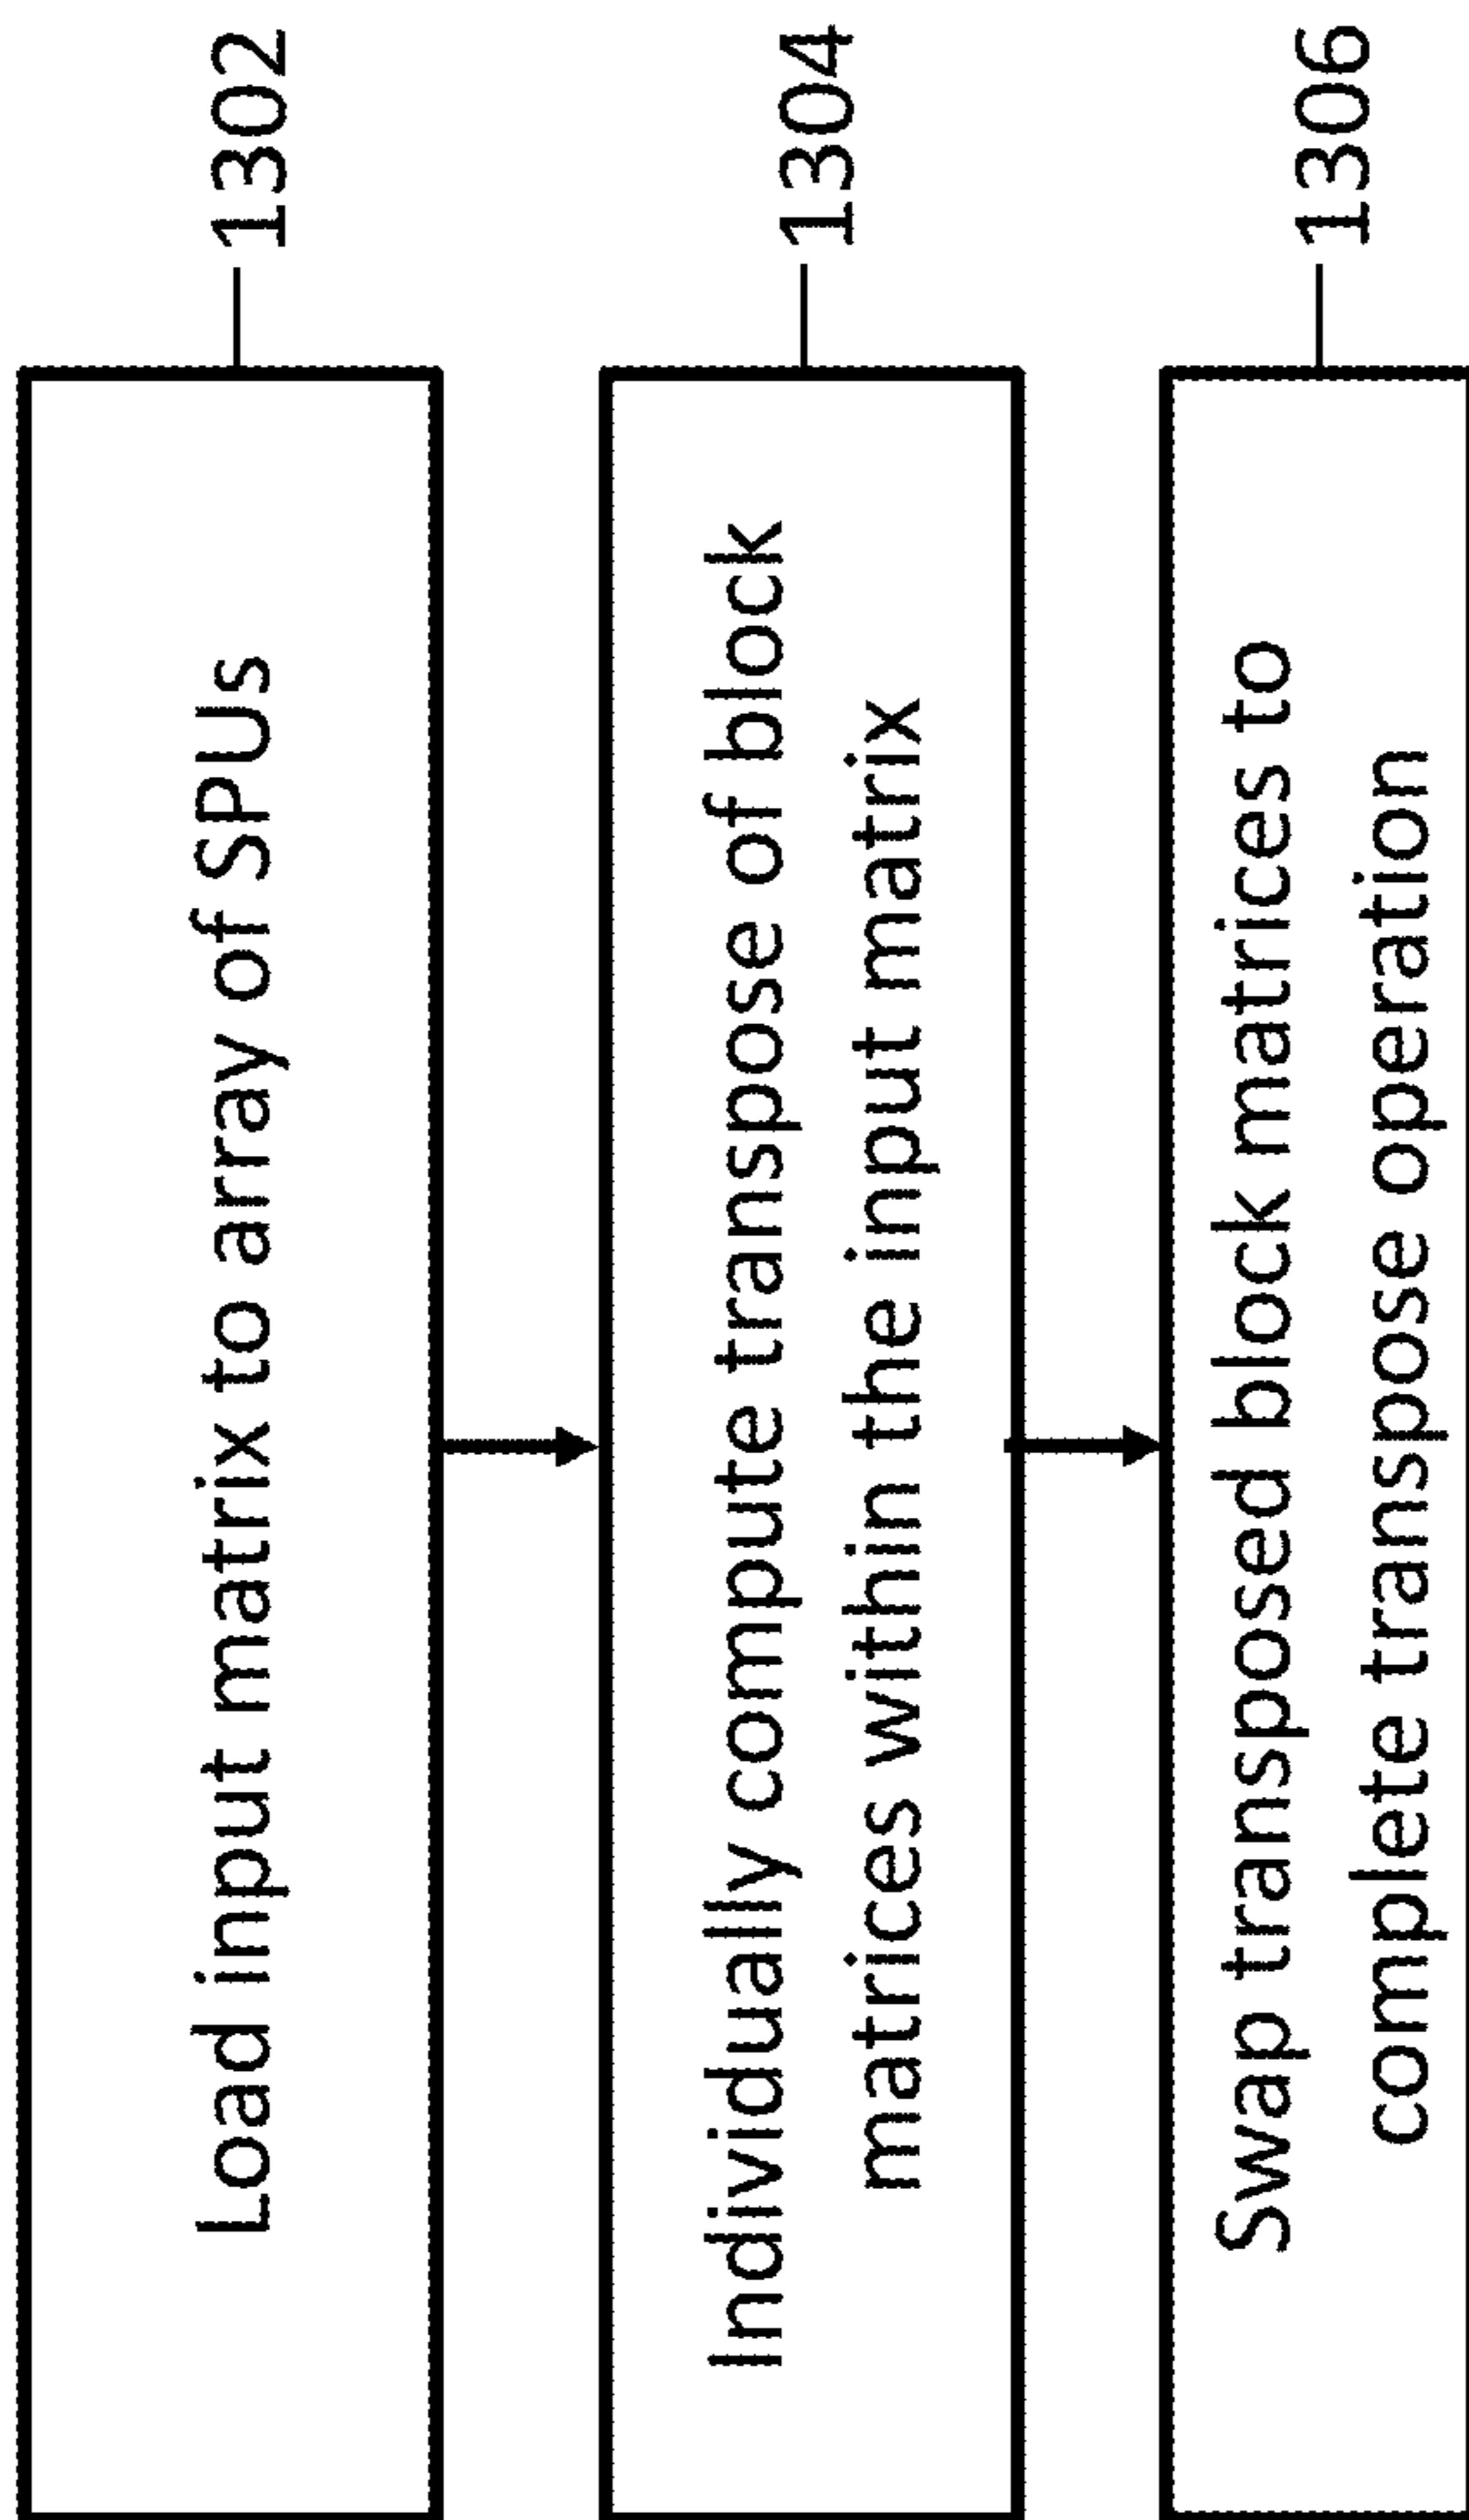 Load input matrix to array of SPUs
1302
Individually compute transpose of block
matrices within the input matrix
1304
Swap transposed block matrices to
complete transpose operation
1306